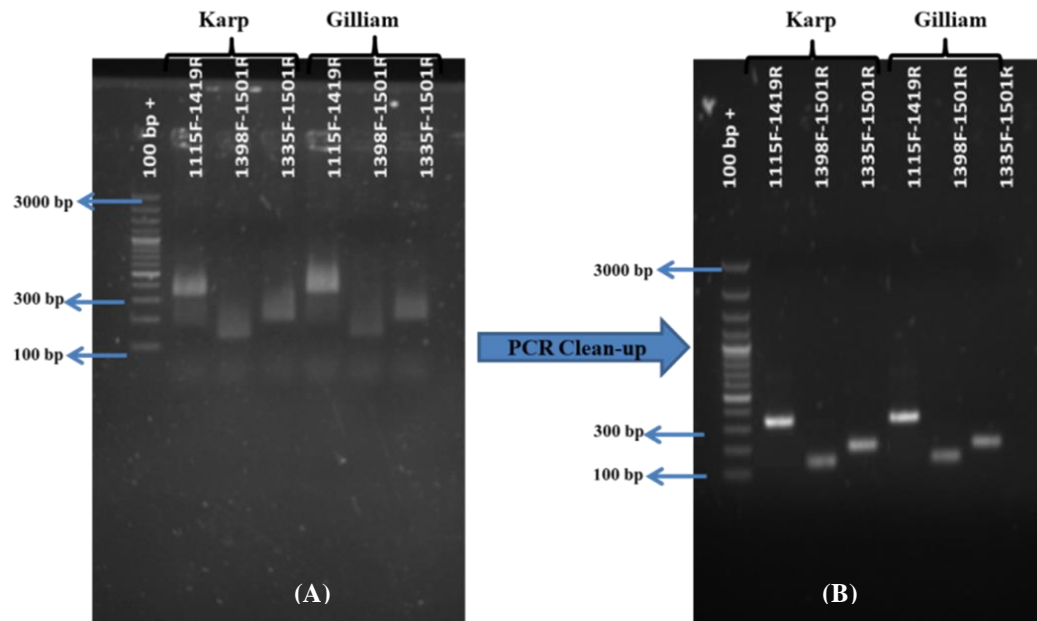 Karp
Gilliam
100 bp +
1115F-1419R
1398F-1501R
1335F-1501R
1115F-1419R
1398F-1501R
1335F-1501R
3000 bp
300 bp
100 bp
(A)
PCR Clean-up
Karp
Gilliam
100 bp +
1115F-1419R
1398F-1501R
1335F-1501R
1115F-1419R
1398F-1501R
1335F-1501R
3000 bp
300 bp
100 bp
(B)